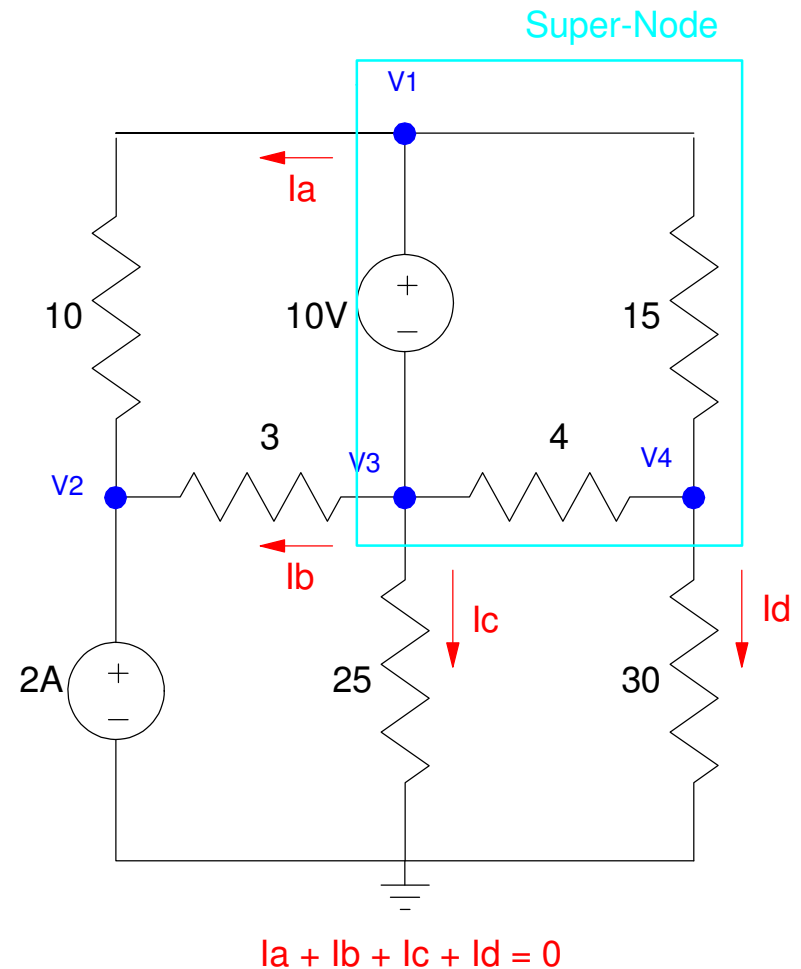 Super-Node
V1
Ia
10
+
10V
−
15
3
4
V2
V3
V4
Ib
Ic
Id
2A
+
−
25
30
Ia + Ib + Ic + Id = 0